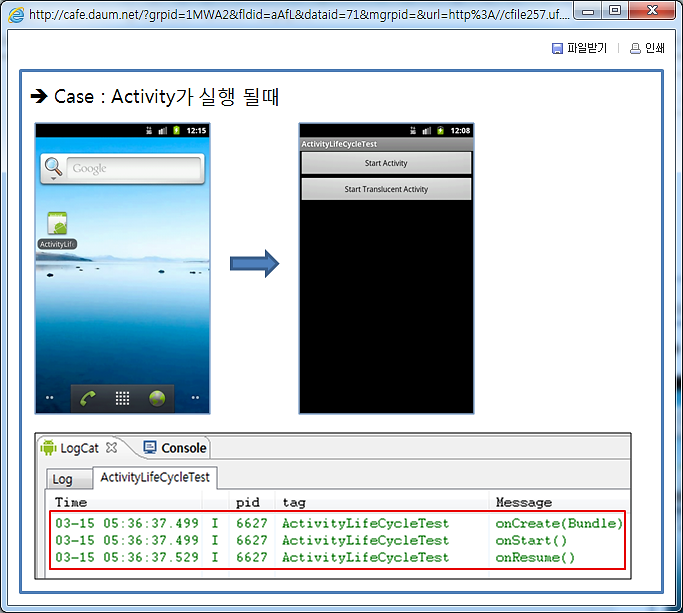 http://cafe.daum.net/?grpid=1MWA2&fldid=aAfL&dataid=71&mgrpid=&url=http%3A//cfile257.uf....
파일받기 | 인쇄
➔ Case : Activity가 실행 될때
12:15
Google
ActivityLif
12:08
ActivityLifeCycleTest
Start Activity
Start Translucent Activity
LogCat Console
Log ActivityLifeCycleTest
Time pid tag Message
03-15 05:36:37.499 I 6627 ActivityLifeCycleTest onCreate(Bundle)
03-15 05:36:37.499 I 6627 ActivityLifeCycleTest onStart()
03-15 05:36:37.529 I 6627 ActivityLifeCycleTest onResume()